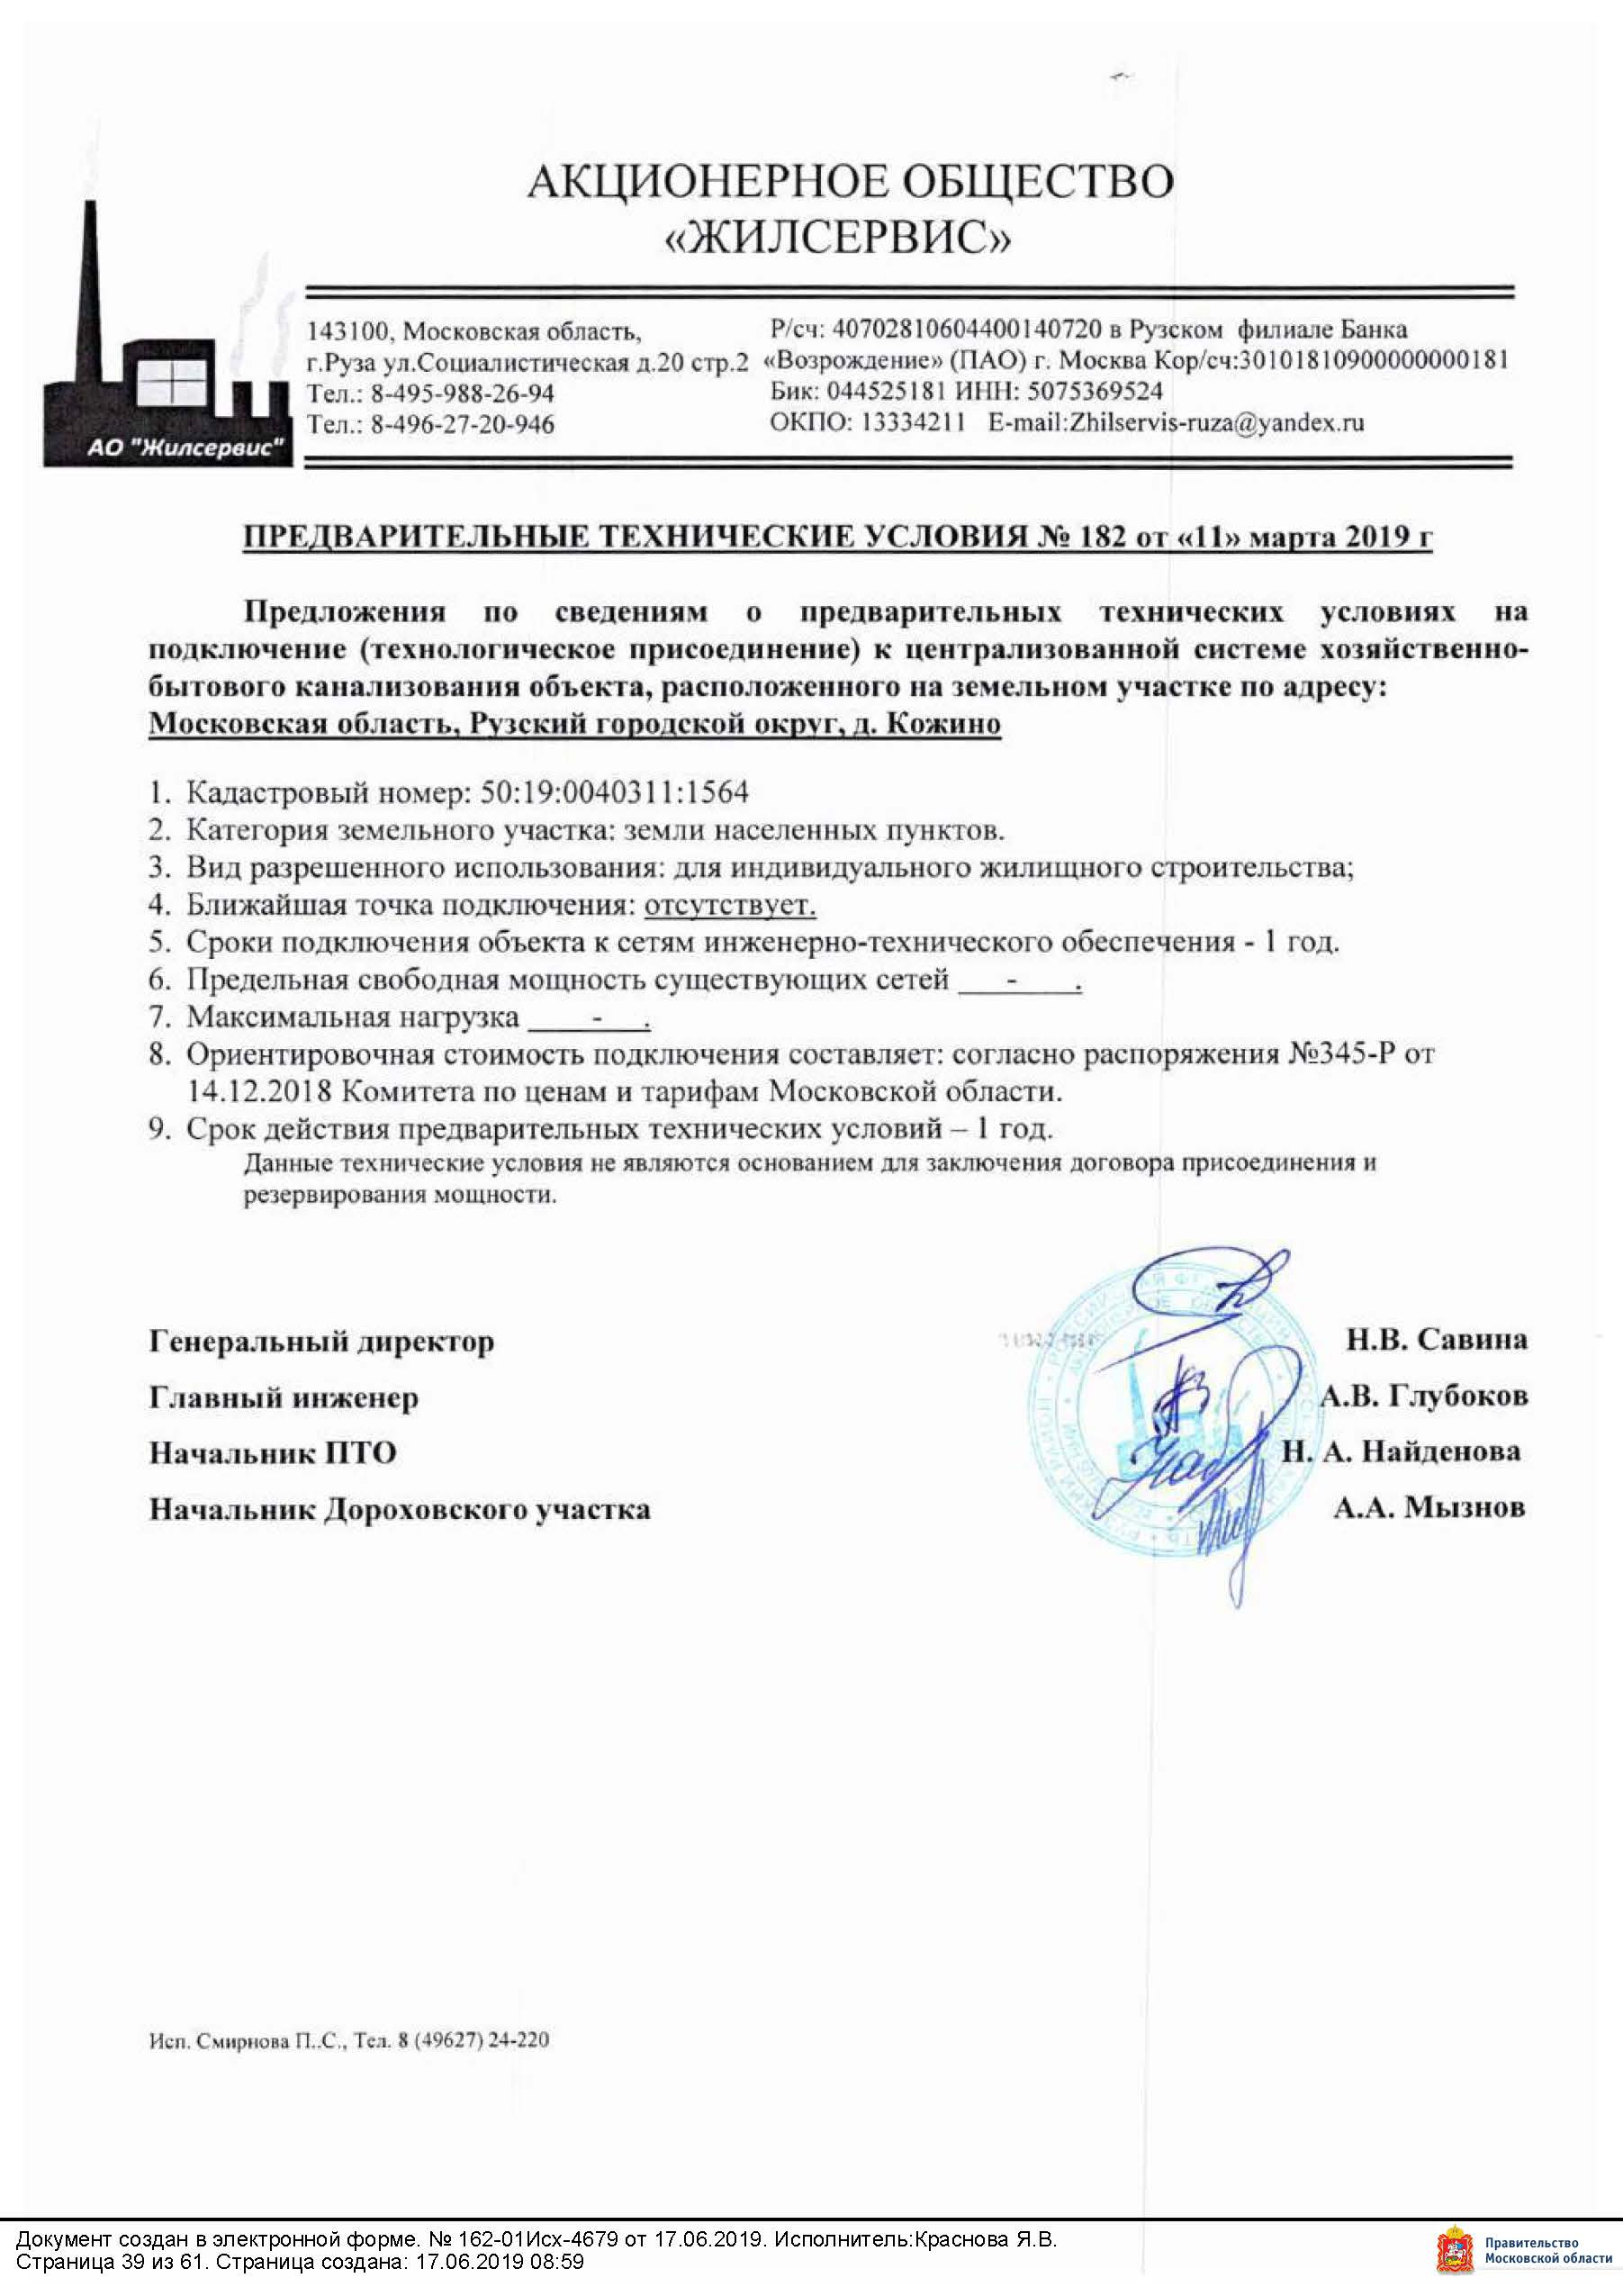 АКЦИОНЕРНОЕ ОБЩЕСТВО
«ЖИЛСЕРВИС»
143100, Московская область,
г.Руза ул.Социалистическая д.20 стр.2
Тел.: 8-495-988-26-94
Тел.: 8-496-27-20-946
Р/сч: 40702810604400140720 в Рузском филиале Банка
«Возрождение» (ПАО) г. Москва Кор/сч:30101810900000000181
Бик: 044525181 ИНН: 5075369524
ОКПО: 13334211 E-mail:Zhilservis-ruza@yandex.ru
АО "Жилсервис"
ПРЕДВАРИТЕЛЬНЫЕ ТЕХНИЧЕСКИЕ УСЛОВИЯ № 182 от «11» марта 2019 г
Предложения по сведениям о предварительных технических условиях на
подключение (технологическое присоединение) к централизованной системе хозяйственно-
бытового канализования объекта, расположенного на земельном участке по адресу:
Московская область, Рузский городской округ, д. Кожино
1. Кадастровый номер: 50:19:0040311:1564
2. Категория земельного участка: земли населенных пунктов.
3. Вид разрешенного использования: для индивидуального жилищного строительства;
4. Ближайшая точка подключения: отсутствует.
5. Сроки подключения объекта к сетям инженерно-технического обеспечения - 1 год.
6. Предельная свободная мощность существующих сетей ___-____.
7. Максимальная нагрузка ____-___.
8. Ориентировочная стоимость подключения составляет: согласно распоряжения №345-Р от
14.12.2018 Комитета по ценам и тарифам Московской области.
9. Срок действия предварительных технических условий – 1 год.
Данные технические условия не являются основанием для заключения договора присоединения и
резервирования мощности.
Генеральный директор Н.В. Савина
Главный инженер А.В. Глубоков
Начальник ПТО Н. А. Найденова
Начальник Дороховского участка А.А. Мызнов
Исп. Смирнова П..С., Тел. 8 (49627) 24-220
Документ создан в электронной форме. № 162-01Исх-4679 от 17.06.2019. Исполнитель:Краснова Я.В.
Страница 39 из 61. Страница создана: 17.06.2019 08:59
Правительство
Московской области